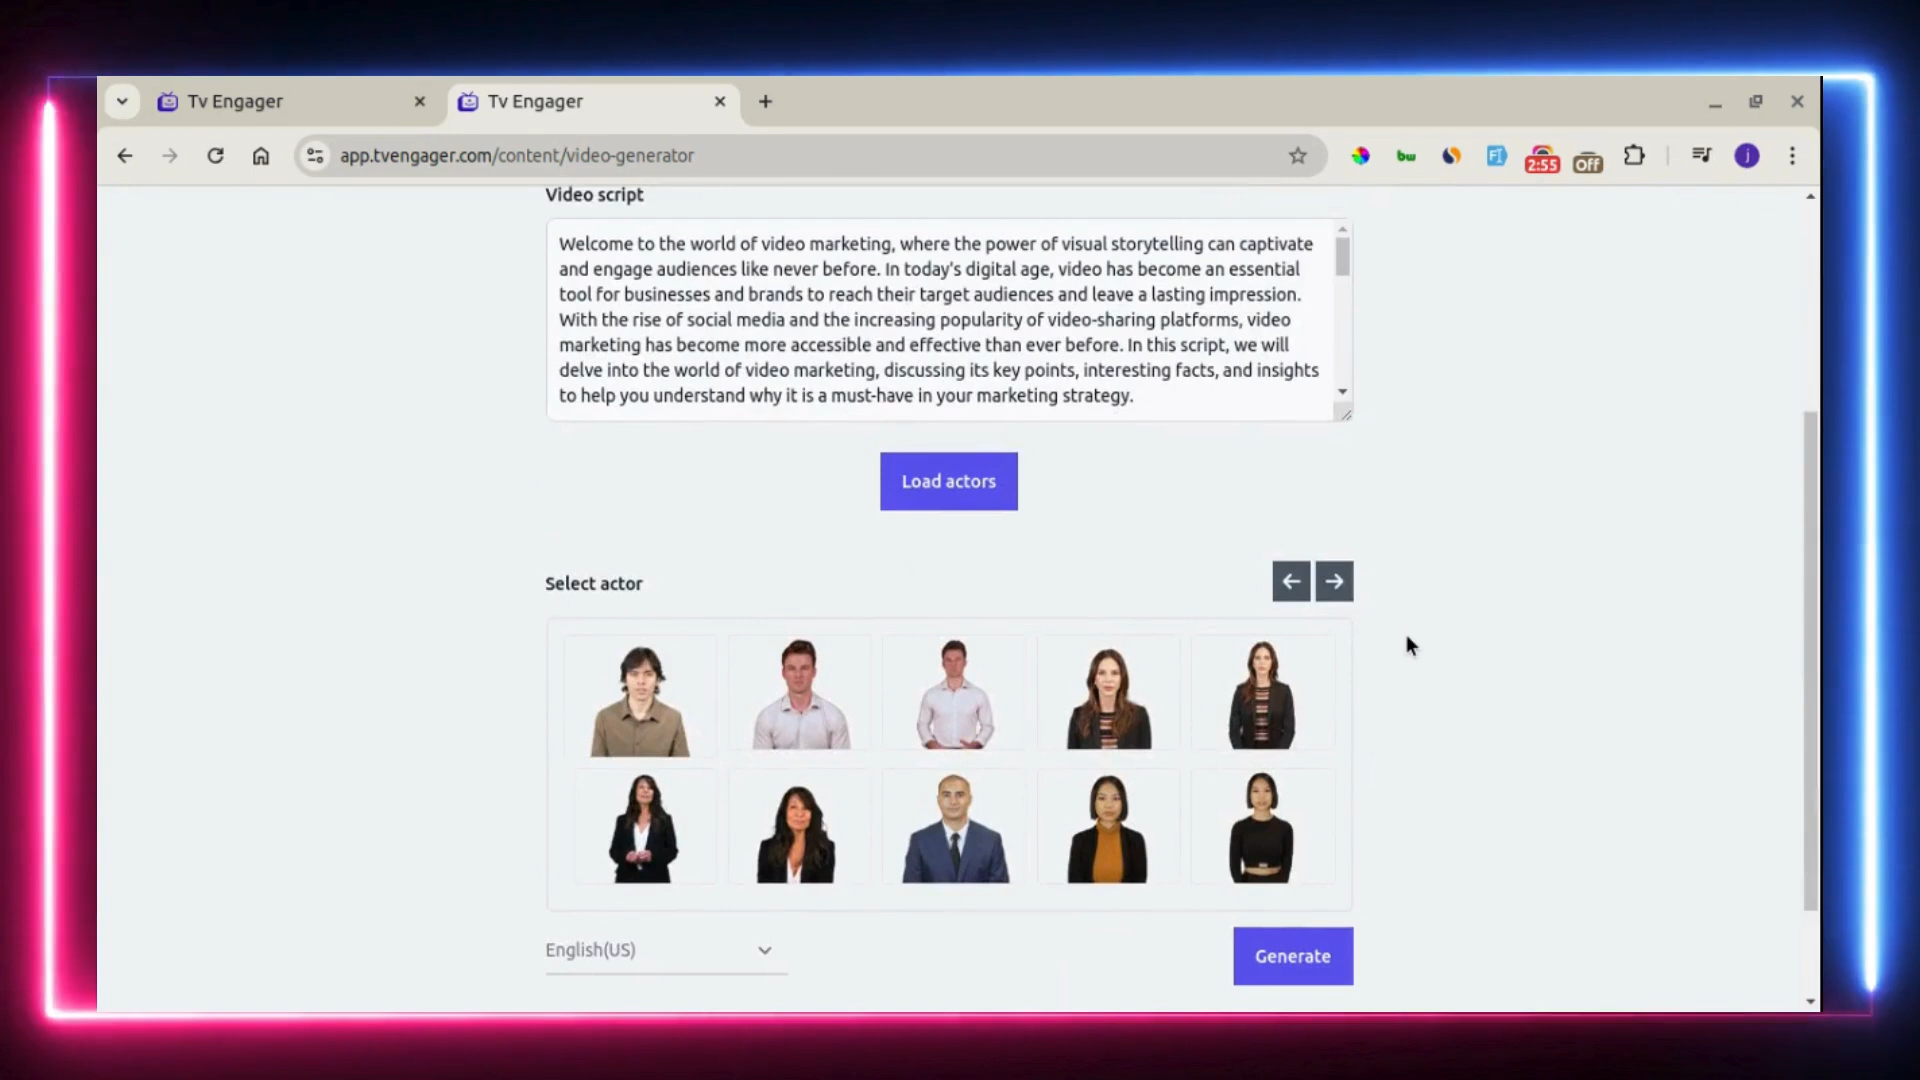 Tv Engager
Tv Engager
app.tvengager.com/content/video-generator
bw
FI
2:55
Off
j
Video script
Welcome to the world of video marketing, where the power of visual storytelling can captivate
and engage audiences like never before. In today's digital age, video has become an essential
tool for businesses and brands to reach their target audiences and leave a lasting impression.
With the rise of social media and the increasing popularity of video-sharing platforms, video
marketing has become more accessible and effective than ever before. In this script, we will
delve into the world of video marketing, discussing its key points, interesting facts, and insights
to help you understand why it is a must-have in your marketing strategy.
Load actors
Select actor
English(US)
Generate